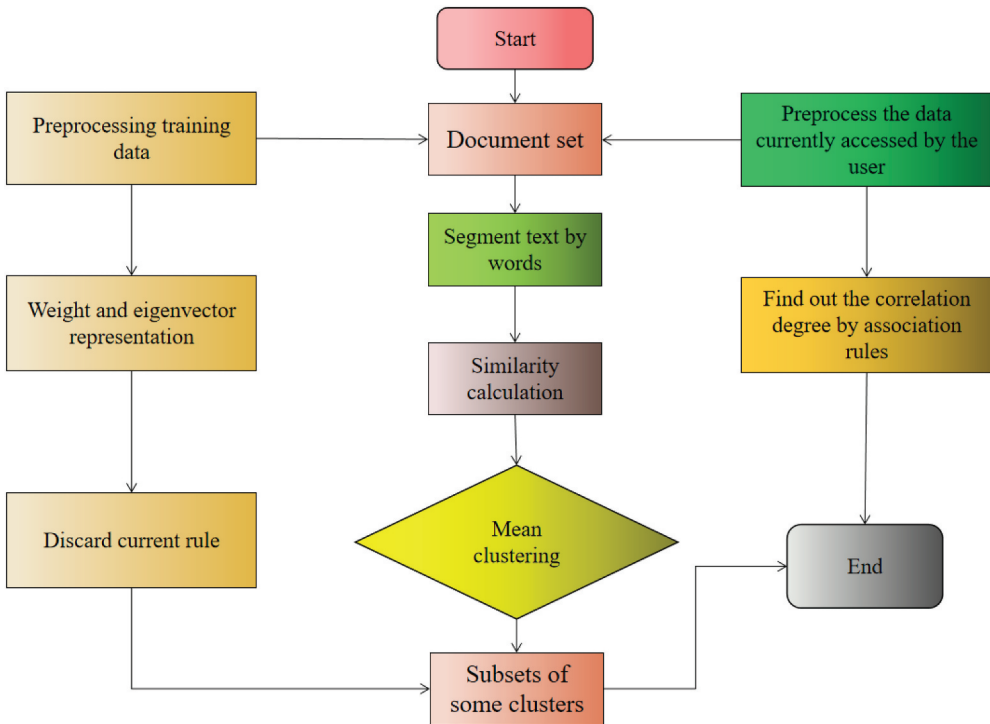 Start
Preprocessing training
data
Document set
Preprocess the data
currently accessed by the
user
Segment text by
words
Weight and eigenvector
representation
Find out the correlation
degree by association
rules
Similarity
calculation
Discard current rule
Mean
clustering
End
Subsets of
some clusters